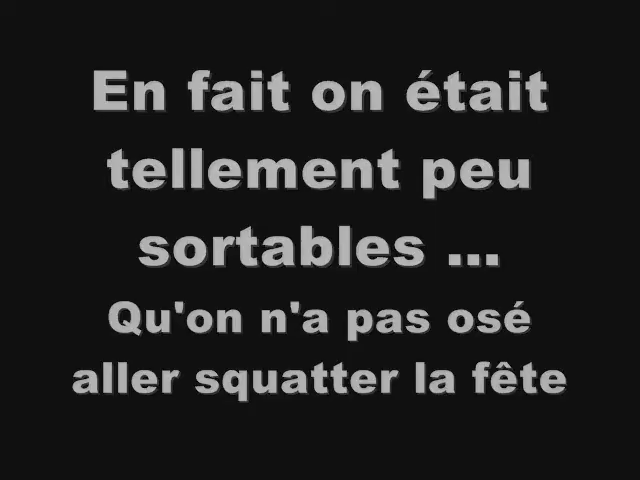 En fait on était
tellement peu
sortables ...
Qu'on n'a pas osé
aller squatter la fête